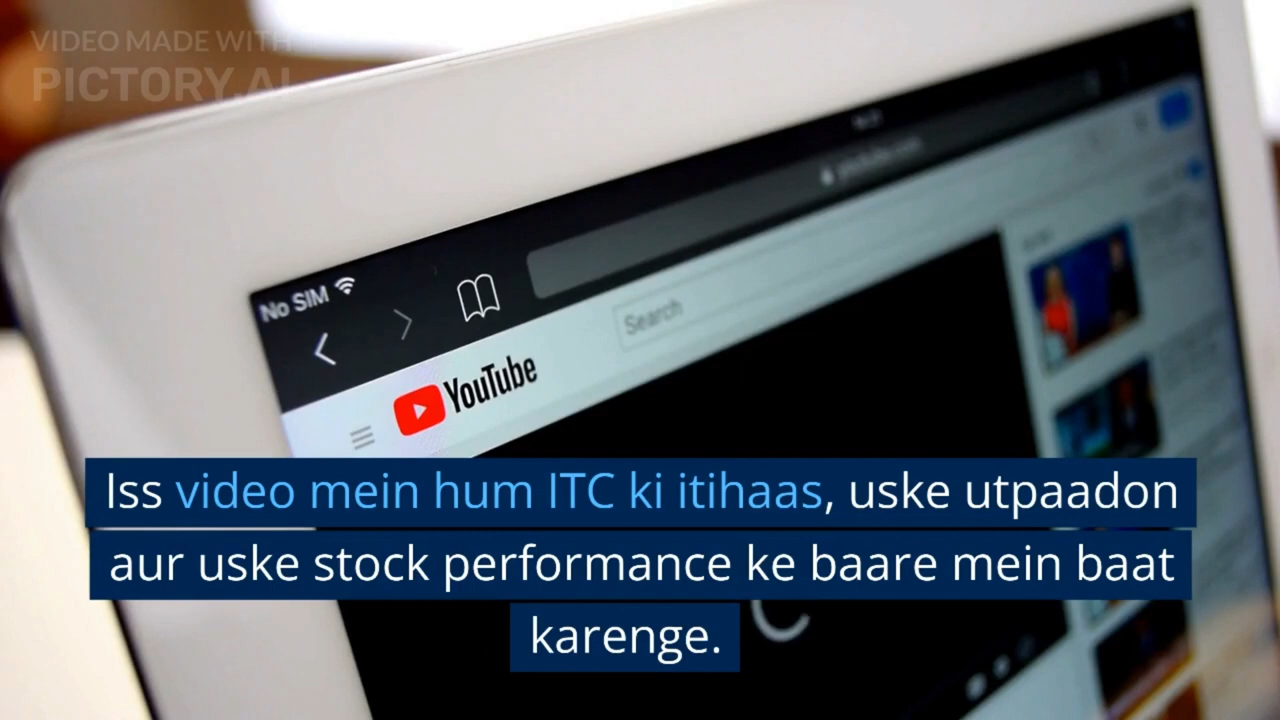 VIDEO MADE WITH
PICTORY.AI
No SIM
Search
YouTube
Iss video mein hum ITC ki itihaas, uske utpaadon
aur uske stock performance ke baare mein baat
karenge.